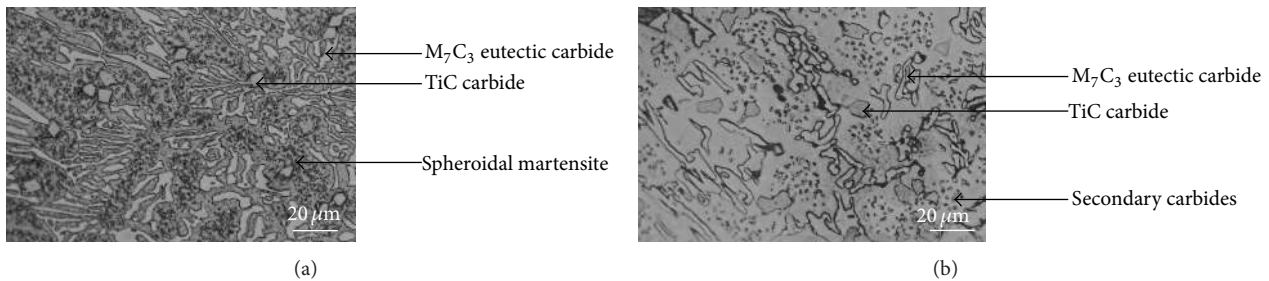 M₇C₃ eutectic carbide
TiC carbide
Spheroidal martensite
20 μm
(a)
M₇C₃ eutectic carbide
TiC carbide
Secondary carbides
20 μm
(b)